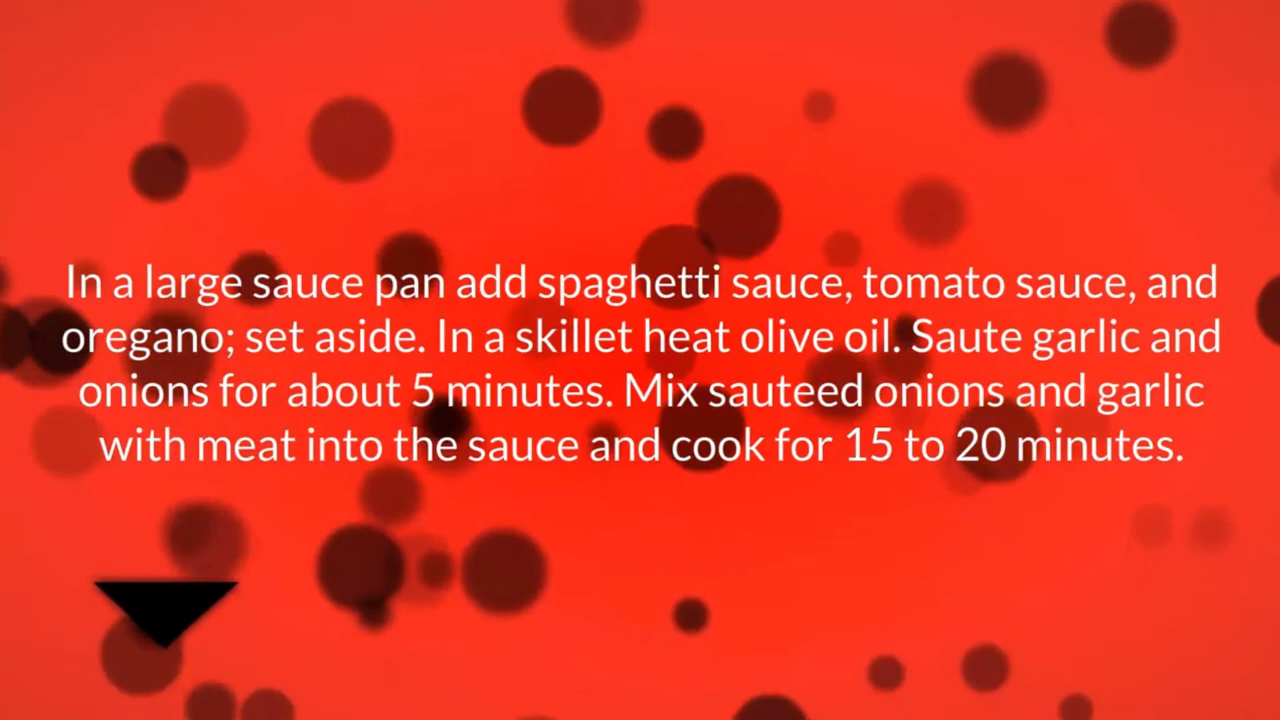 In a large sauce pan add spaghetti sauce, tomato sauce, and
oregano; set aside. In a skillet heat olive oil. Saute garlic and
onions for about 5 minutes. Mix sauteed onions and garlic
with meat into the sauce and cook for 15 to 20 minutes.